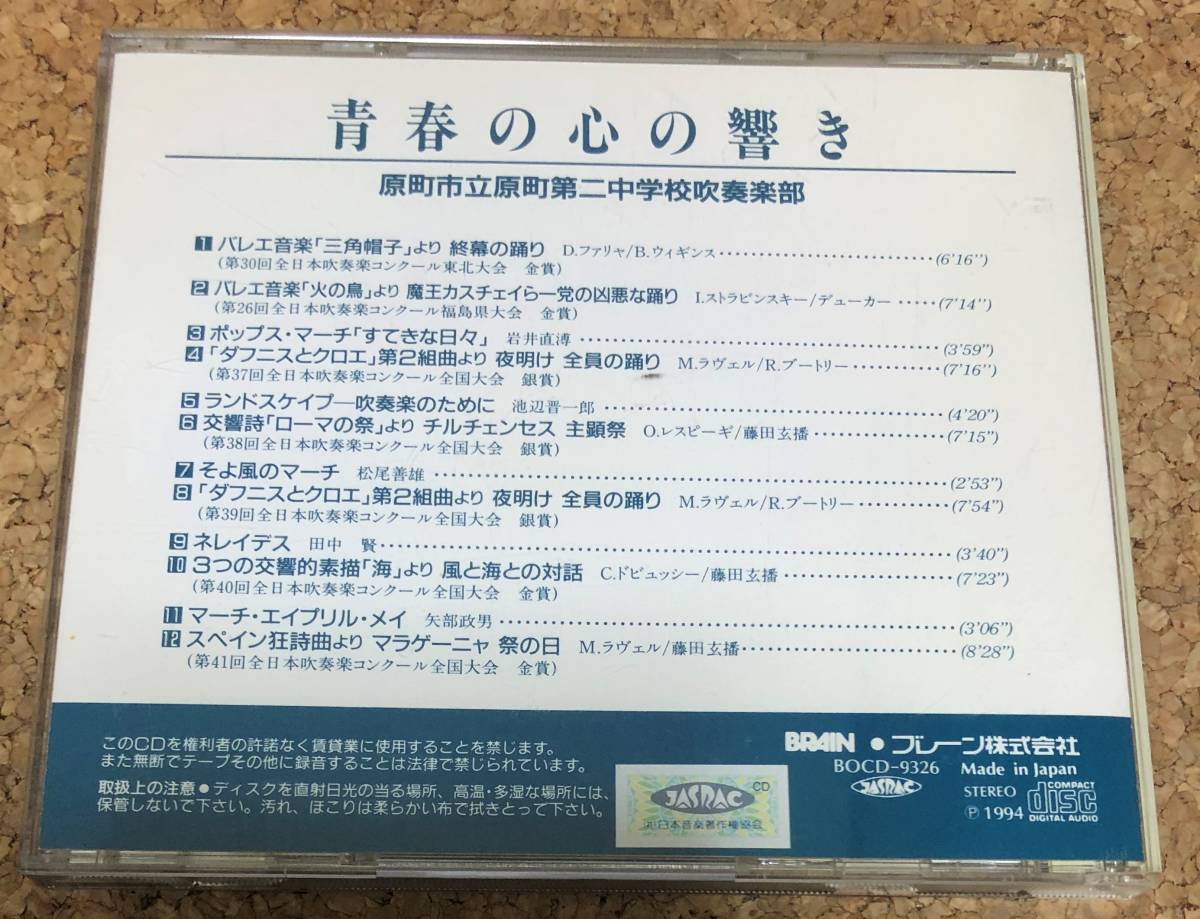 青春の心の響き
原町市立原町第二中学校吹奏楽部
1 バレエ音楽「三角帽子」より 終幕の踊り D.ファリャ/B.ウィギンス (6'16")
(第30回全日本吹奏楽コンクール東北大会 金賞)
2 バレエ音楽「火の鳥」より 魔王カスチェイら一党の凶悪な踊り I.ストラビンスキー/デューカー (7'14")
(第26回全日本吹奏楽コンクール福島県大会 金賞)
3 ポップス・マーチ「すてきな日々」 岩井直溥 (3'59")
4 「ダフニスとクロエ」第2組曲より 夜明け 全員の踊り M.ラヴェル/R.ブートリー (7'16")
(第37回全日本吹奏楽コンクール全国大会 銀賞)
5 ランドスケイプ―吹奏楽のために 池辺晋一郎 (4'20")
6 交響詩「ローマの祭」より チルチェンセス 主顕祭 O.レスピーギ/藤田玄播 (7'15")
(第38回全日本吹奏楽コンクール全国大会 銀賞)
7 そよ風のマーチ 松尾善雄 (2'53")
8 「ダフニスとクロエ」第2組曲より 夜明け 全員の踊り M.ラヴェル/R.ブートリー (7'54")
(第39回全日本吹奏楽コンクール全国大会 銀賞)
9 ネレイデス 田中 賢 (3'40")
10 3つの交響的素描「海」より 風と海との対話 C.ドビュッシー/藤田玄播 (7'23")
(第40回全日本吹奏楽コンクール全国大会 金賞)
11 マーチ・エイプリル・メイ 矢部政男 (3'06")
12 スペイン狂詩曲より マラゲーニャ 祭の日 M.ラヴェル/藤田玄播 (8'28")
(第41回全日本吹奏楽コンクール全国大会 金賞)
このCDを権利者の許諾なく賃貸業に使用することを禁じます。
また無断でテープその他に録音することは法律で禁じられています。
取扱上の注意●ディスクを直射日光の当る場所、高温・多湿な場所には、
保管しないで下さい。汚れ、ほこりは柔らかい布で拭きとって下さい。
CD
JASRAC
(社)日本音楽著作権協会
BRAIN ● ブレーン株式会社
BOCD-9326 Made in Japan
JASRAC STEREO COMPACT disc DIGITAL AUDIO
Ⓟ 1994